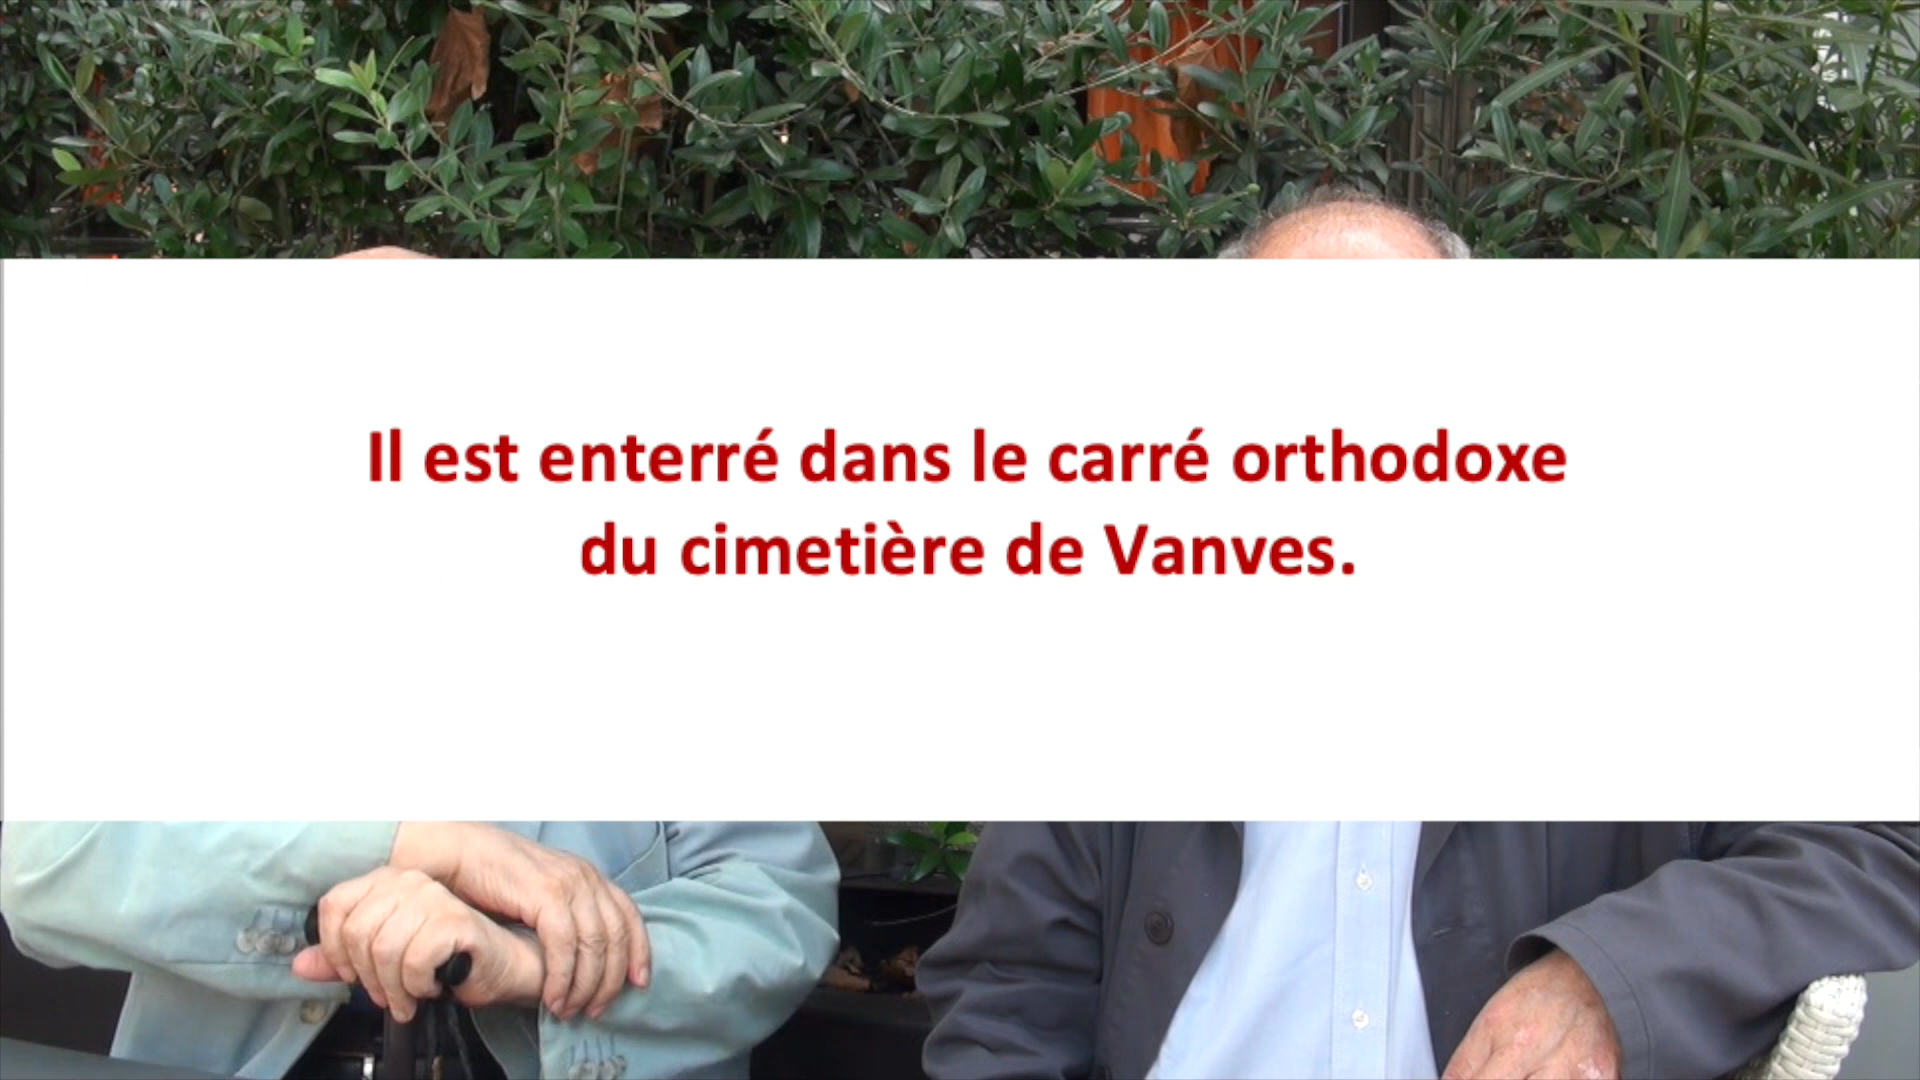 Il est enterré dans le carré orthodoxe
du cimetière de Vanves.